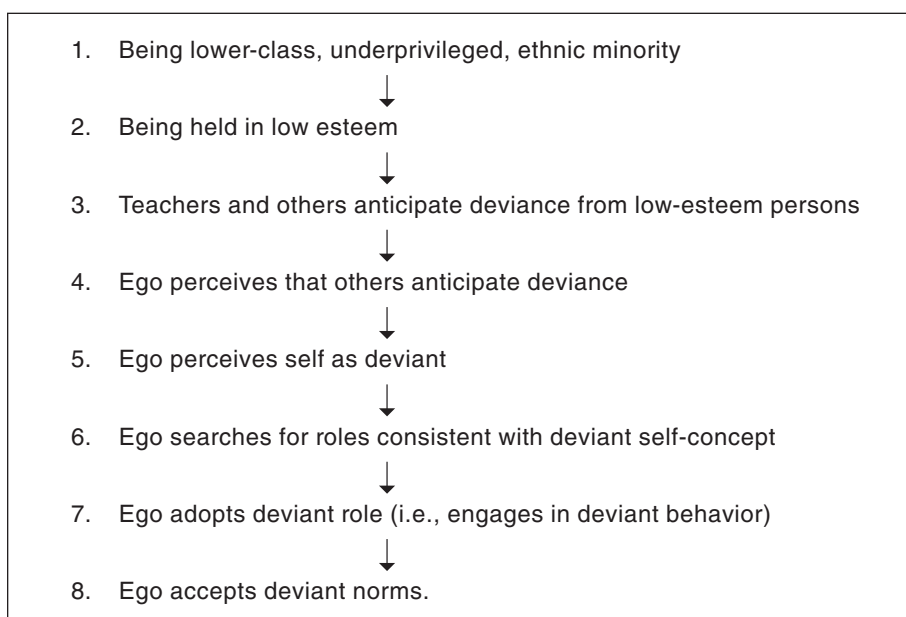 1. Being lower-class, underprivileged, ethnic minority
2. Being held in low esteem
3. Teachers and others anticipate deviance from low-esteem persons
4. Ego perceives that others anticipate deviance
5. Ego perceives self as deviant
6. Ego searches for roles consistent with deviant self-concept
7. Ego adopts deviant role (i.e., engages in deviant behavior)
8. Ego accepts deviant norms.